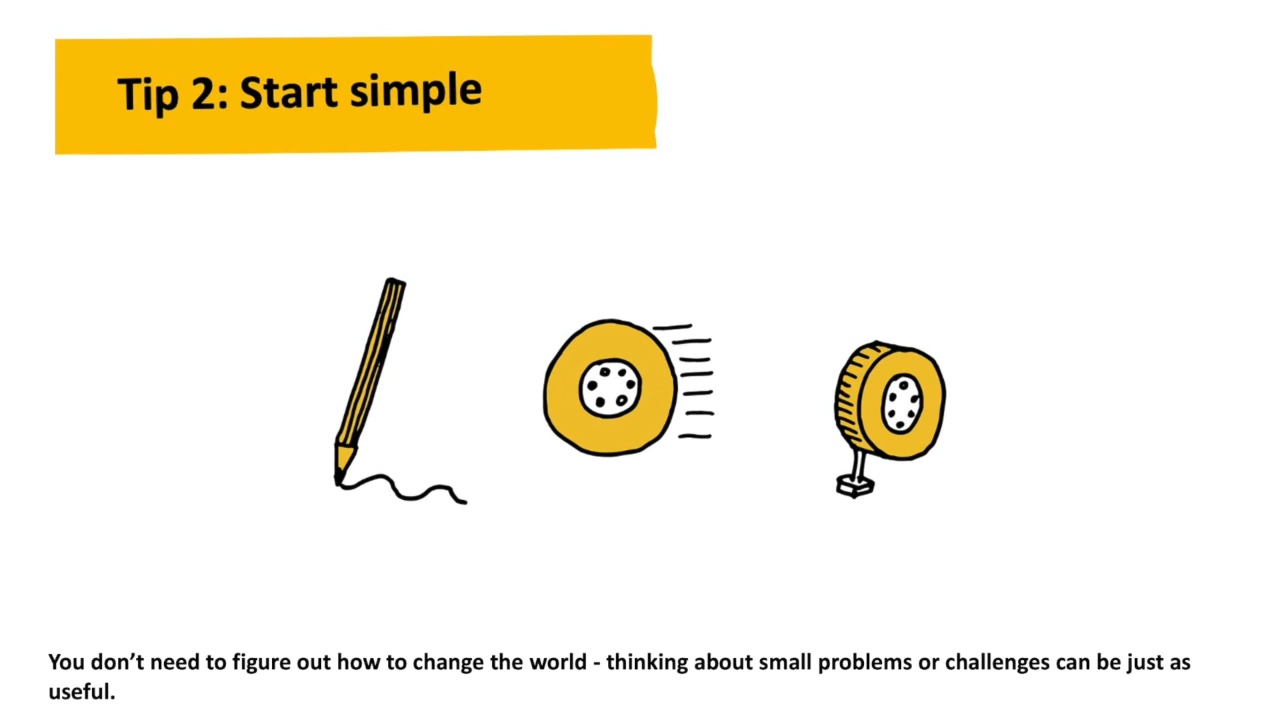 Tip 2: Start simple
You don’t need to figure out how to change the world - thinking about small problems or challenges can be just as
useful.